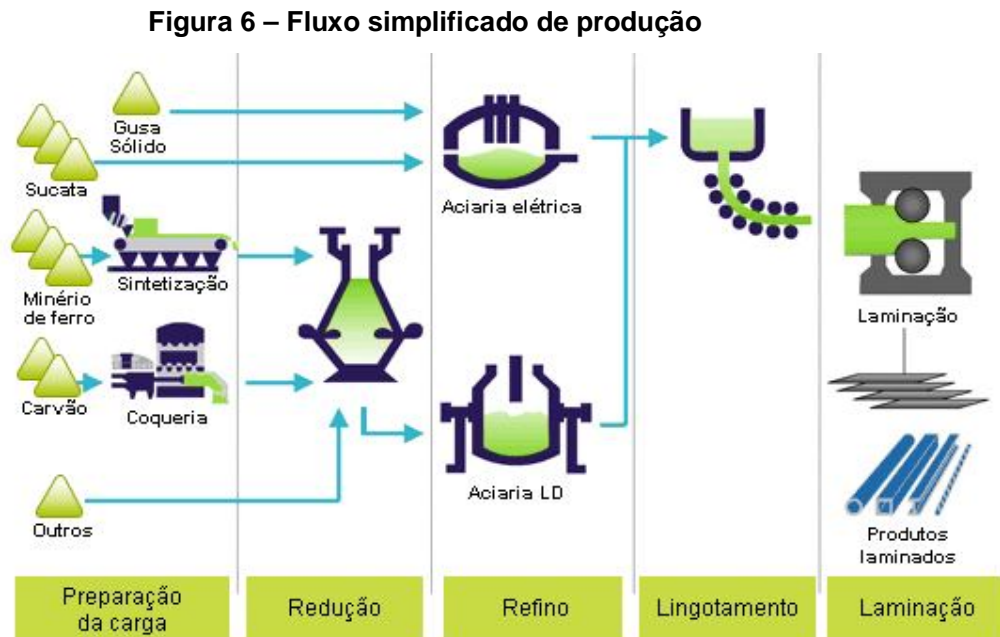 Figura 6 – Fluxo simplificado de produção
Gusa
Sólido
Sucata
Aciaria elétrica
Sintetização
Minério
de ferro
Laminação
Carvão
Coqueria
Aciaria LD
Outros
Produtos
laminados
Preparação
da carga
Redução
Refino
Lingotamento
Laminação